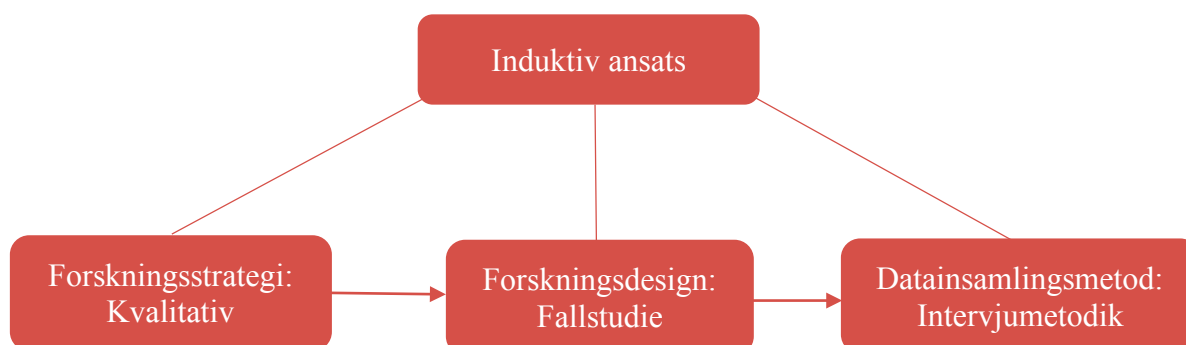 Induktiv ansats
Forskningsstrategi:
Kvalitativ
Forskningsdesign:
Fallstudie
Datainsamlingsmetod:
Intervjumetodik